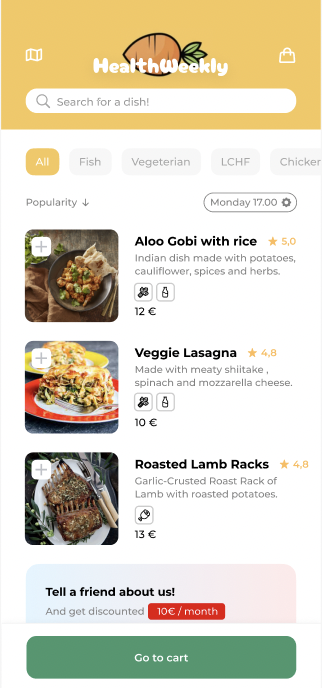 HealthWeekly
Search for a dish!
All Fish Vegeterian LCHF Chicken
Popularity ↓ Monday 17.00
Aloo Gobi with rice ★ 5,0
Indian dish made with potatoes,
cauliflower, spices and herbs.
12 €
Veggie Lasagna ★ 4,8
Made with meaty shiitake ,
spinach and mozzarella cheese.
10 €
Roasted Lamb Racks ★ 4,8
Garlic-Crusted Roast Rack of
Lamb with roasted potatoes.
13 €
Tell a friend about us!
And get discounted 10€ / month
Go to cart